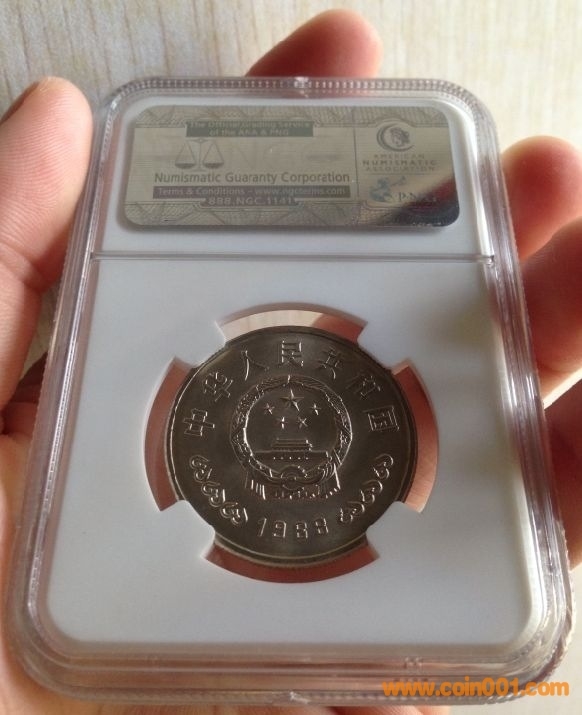 The Official Grading Service
of the ANA & PNG
Numismatic Guaranty Corporation
Terms & Conditions - www.ngcterms.com
888.NGC.1141
AMERICAN
NUMISMATIC
ASSOCIATION
PNG
中华人民共和国
1988
www.coin001.com